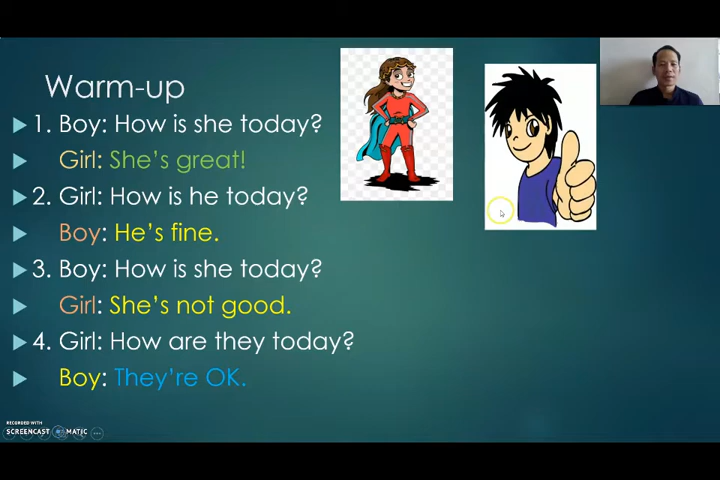 Warm-up
1. Boy: How is she today?
Girl: She's great!
2. Girl: How is he today?
Boy: He's fine.
3. Boy: How is she today?
Girl: She's not good.
4. Girl: How are they today?
Boy: They're OK.
RECORDED WITH
SCREENCAST MATIC